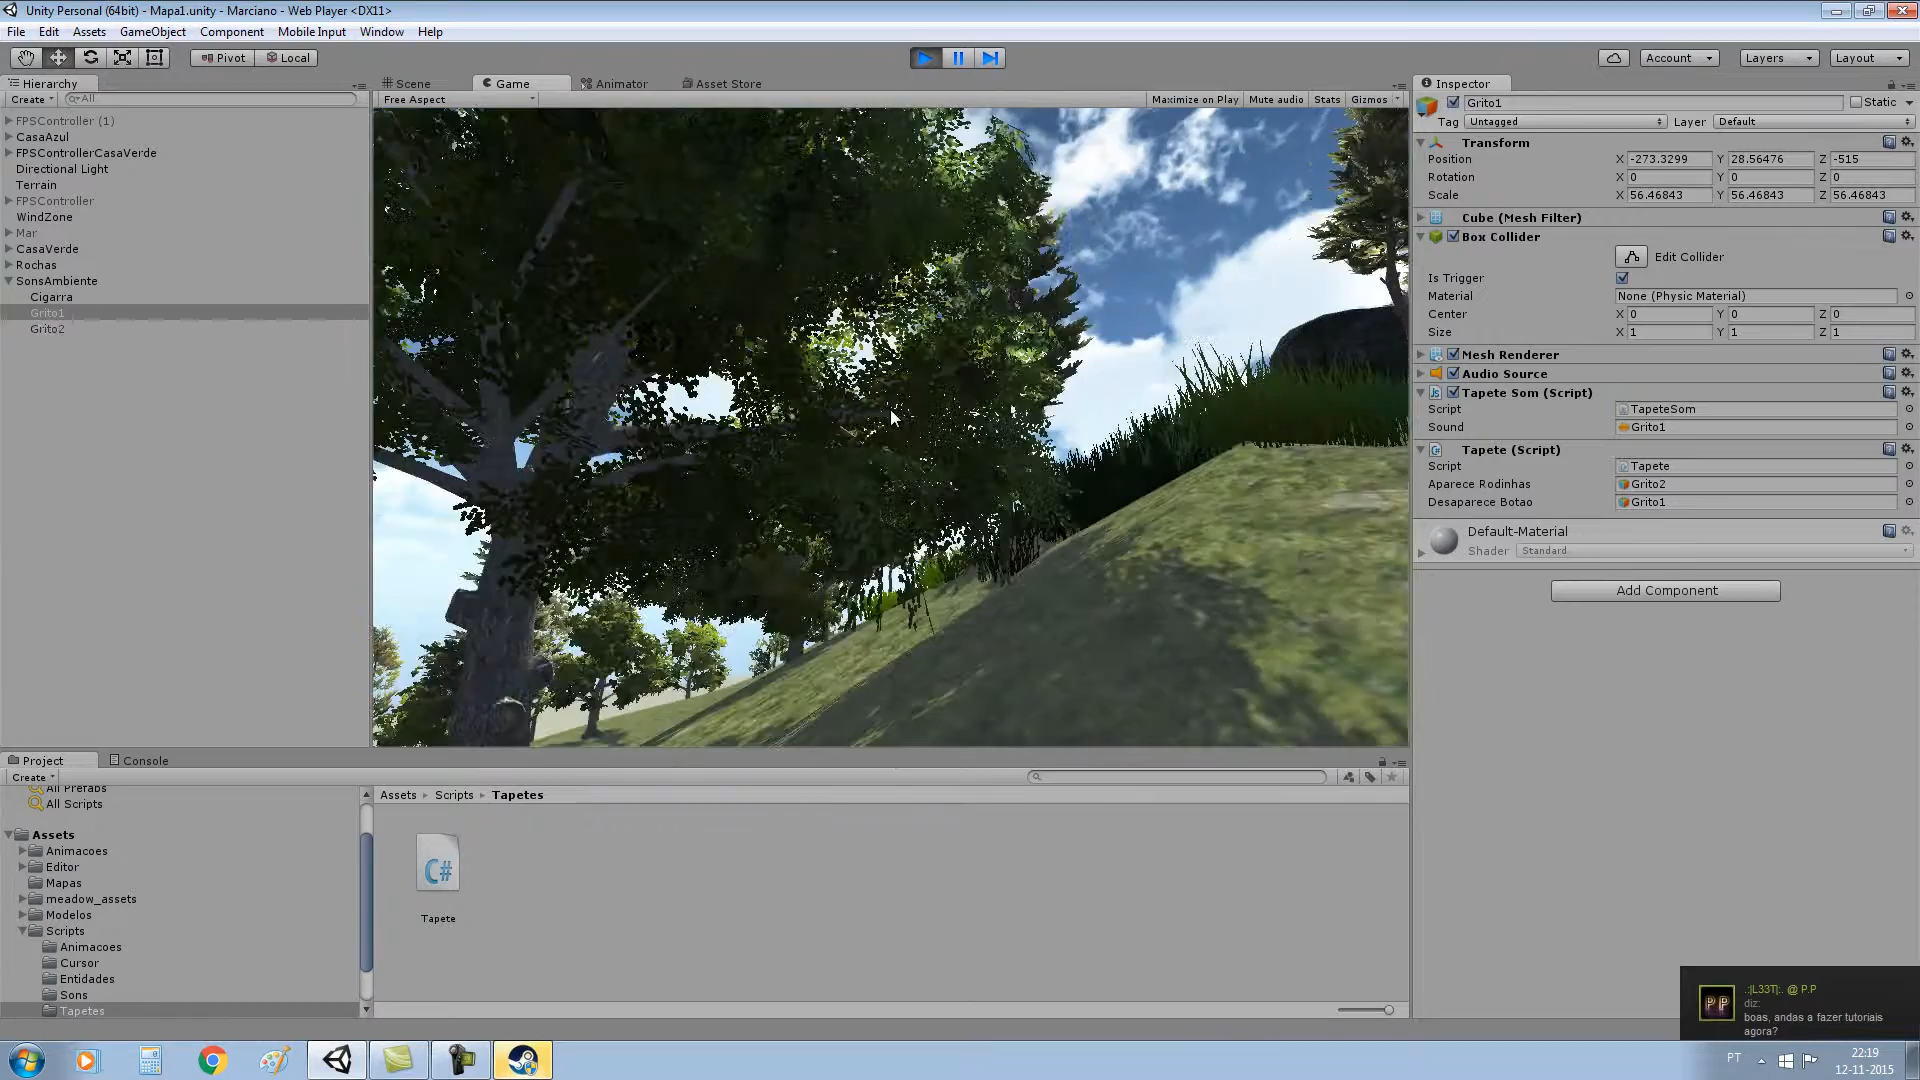 Unity Personal (64bit) - Mapa1.unity - Marciano - Web Player <DX11>
File Edit Assets GameObject Component Mobile Input Window Help
Pivot Local Account Layers Layout
Hierarchy Scene Game Animator Asset Store Inspector
Create All Free Aspect Maximize on Play Mute audio Stats Gizmos
Grito1 Static
Tag Untagged Layer Default
FPSController (1)
CasaAzul
FPSControllerCasaVerde
Directional Light
Terrain
FPSController
WindZone
Mar
CasaVerde
Rochas
SonsAmbiente
Cigarra
Grito1
Grito2
Transform
Position X -273.3299 Y 28.56476 Z -515
Rotation X 0 Y 0 Z 0
Scale X 56.46843 Y 56.46843 Z 56.46843
Cube (Mesh Filter)
Box Collider
Edit Collider
Is Trigger
Material None (Physic Material)
Center X 0 Y 0 Z 0
Size X 1 Y 1 Z 1
Mesh Renderer
Audio Source
Tapete Som (Script)
Script TapeteSom
Sound Grito1
Tapete (Script)
Script Tapete
Aparece Rodinhas Grito2
Desaparece Botao Grito1
Default-Material
Shader Standard
Add Component
Project Console
Create
All Prefabs
All Scripts
Assets
Animacoes
Editor
Mapas
meadow_assets
Modelos
Scripts
Animacoes
Cursor
Entidades
Sons
Tapetes
Assets Scripts Tapetes
C#
Tapete
.:|L33T|:. @ P.P
diz:
boas, andas a fazer tutoriais
agora?
PP
PT 22:19
12-11-2015